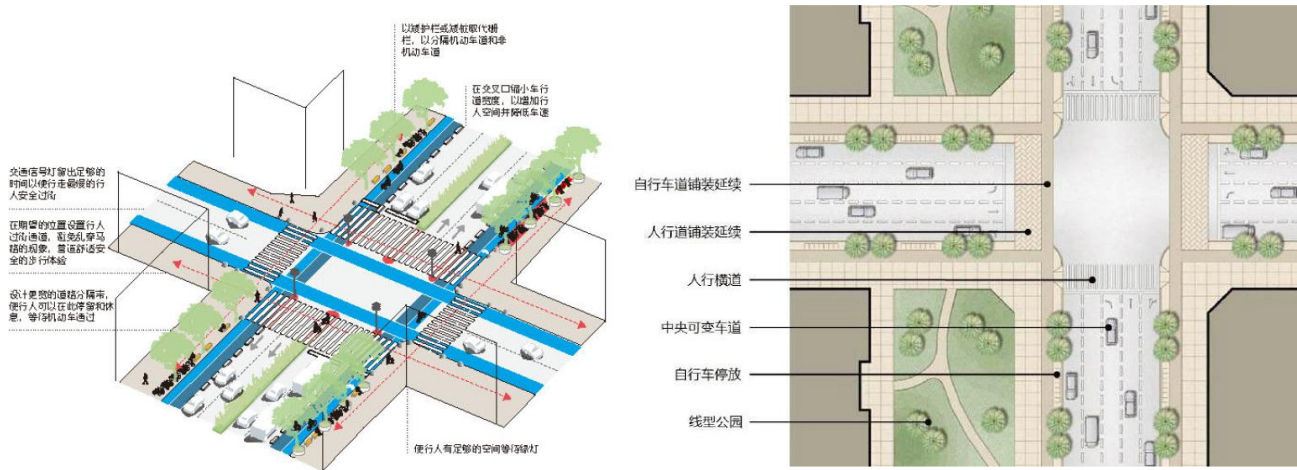 以矮护栏或矮桩取代栅
栏，以分隔机动车道和非
机动车道
在交叉口缩小车行
道宽度，以增加行
人空间并降低车速
交通信号灯留出足够的
时间以便行走最慢的行
人安全过街
在期望的位置设置行人
过街通道，避免乱穿马
路的现象，营造舒适安
全的步行体验
设计更宽的道路分隔带，
使行人可以在此停留和休
息，等待机动车通过
使行人有足够的空间等待绿灯
自行车道铺装延续
人行道铺装延续
人行横道
中央可变车道
自行车停放
线型公园